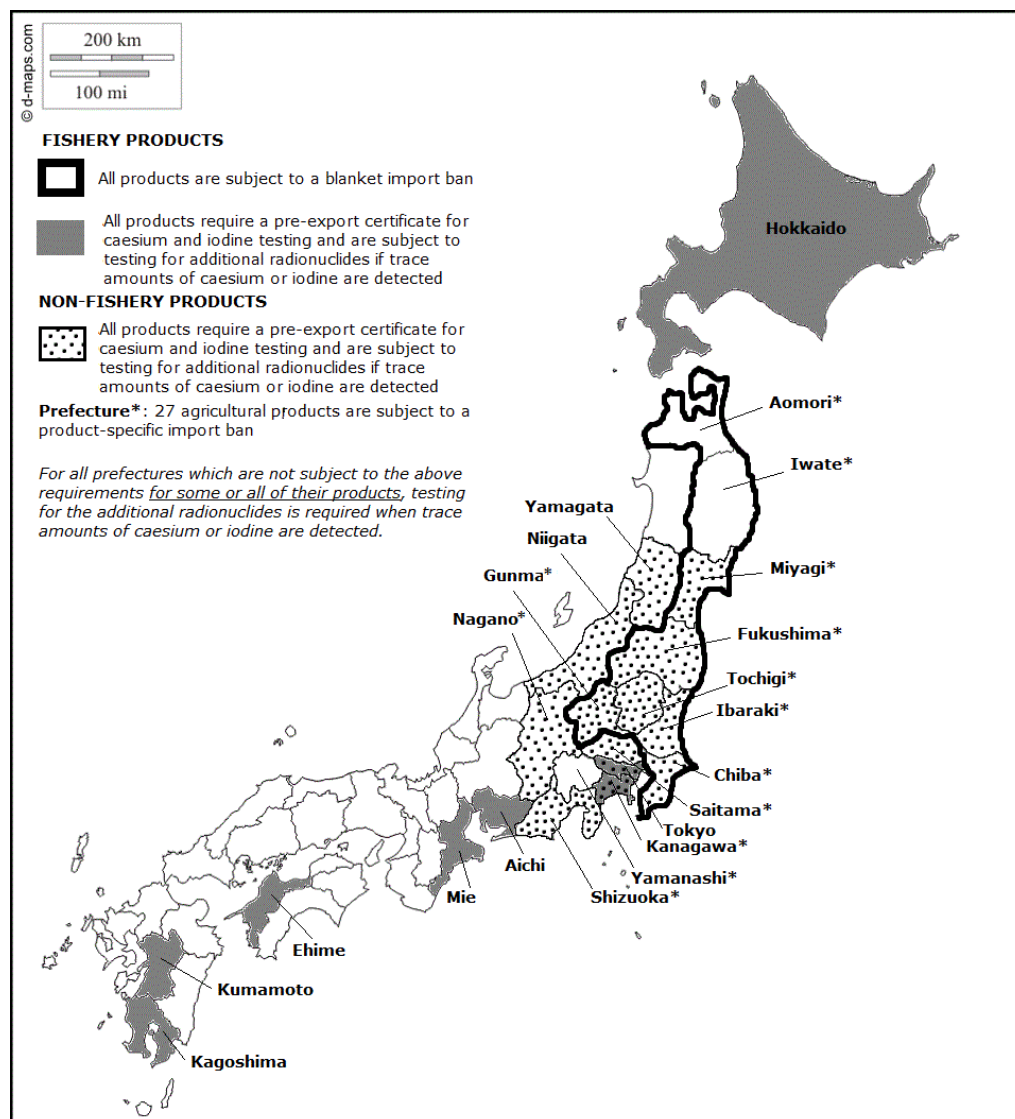 200 km
100 mi
© d-maps.com
FISHERY PRODUCTS
All products are subject to a blanket import ban
All products require a pre-export certificate for
caesium and iodine testing and are subject to
testing for additional radionuclides if trace
amounts of caesium or iodine are detected
NON-FISHERY PRODUCTS
All products require a pre-export certificate for
caesium and iodine testing and are subject to
testing for additional radionuclides if trace
amounts of caesium or iodine are detected
Prefecture*: 27 agricultural products are subject to a
product-specific import ban
For all prefectures which are not subject to the above
requirements for some or all of their products, testing
for the additional radionuclides is required when trace
amounts of caesium or iodine are detected.
Hokkaido
Aomori*
Iwate*
Yamagata
Niigata
Gunma*
Miyagi*
Nagano*
Fukushima*
Tochigi*
Ibaraki*
Chiba*
Saitama*
Tokyo
Kanagawa*
Yamanashi*
Shizuoka*
Aichi
Mie
Ehime
Kumamoto
Kagoshima